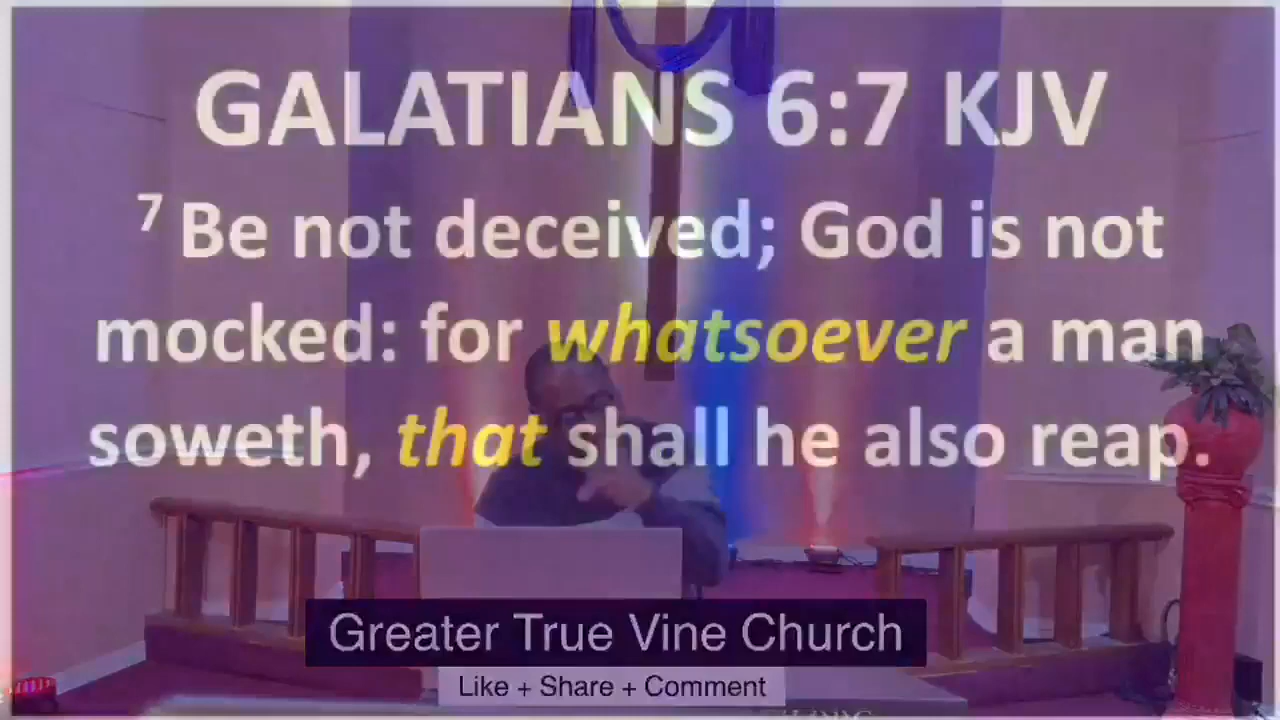 GALATIANS 6:7 KJV
7 Be not deceived; God is not
mocked: for whatsoever a man
soweth, that shall he also reap.
Greater True Vine Church
Like + Share + Comment